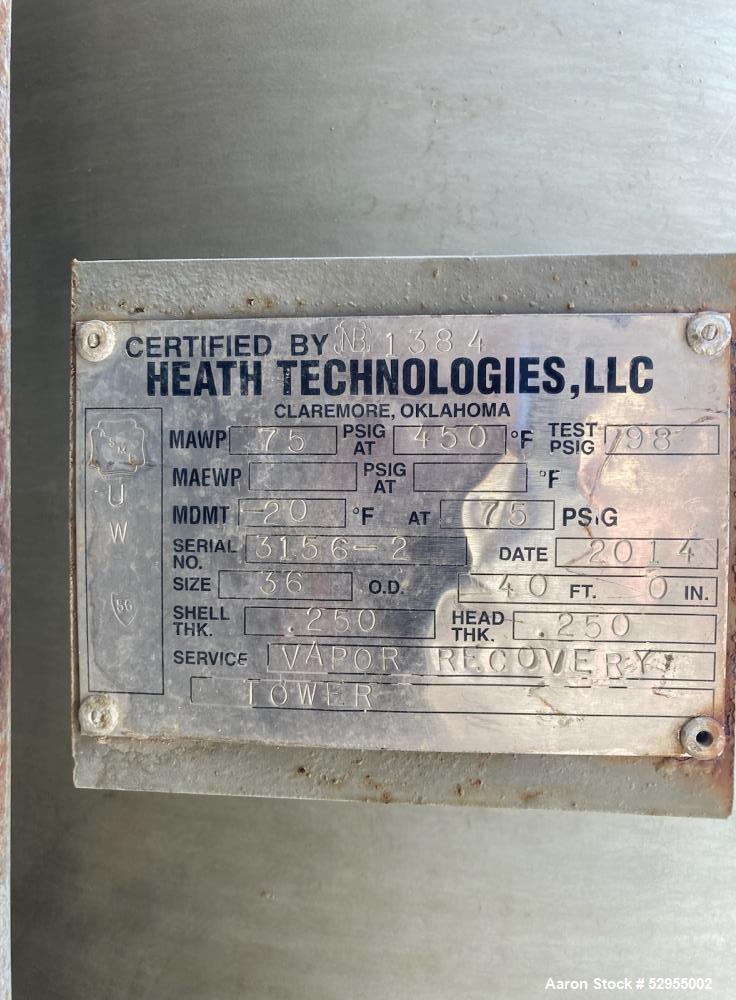 CERTIFIED BY NB 1384
HEATH TECHNOLOGIES, LLC
CLAREMORE, OKLAHOMA
ASME
U
W
56
MAWP 75 PSIG AT 450 °F TEST PSIG 98
MAEWP PSIG AT °F
MDMT -20 °F AT 75 PSIG
SERIAL NO. 3156-2 DATE 2014
SIZE 36 O.D. 40 FT. 0 IN.
SHELL THK. .250 HEAD THK. .250
SERVICE VAPOR RECOVERY
TOWER
Aaron Stock # 52955002